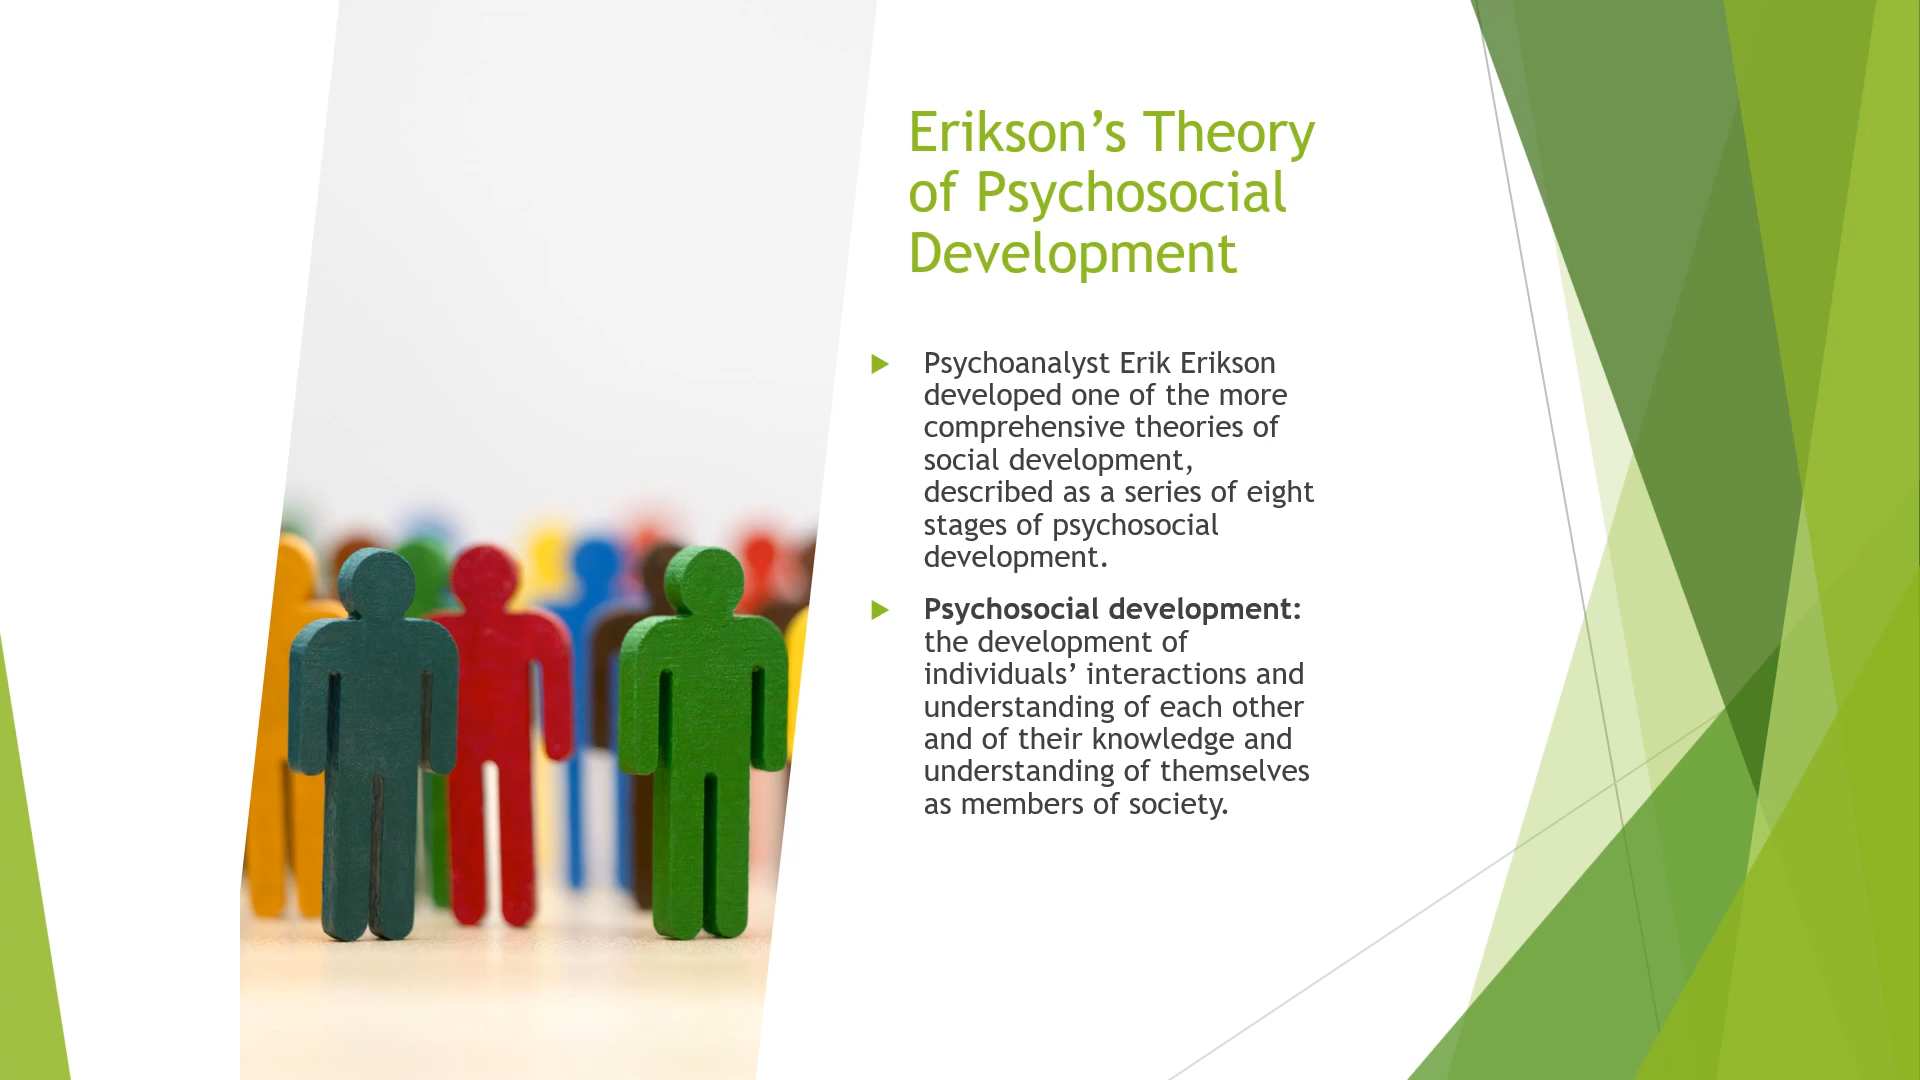 Erikson’s Theory
of Psychosocial
Development
Psychoanalyst Erik Erikson
developed one of the more
comprehensive theories of
social development,
described as a series of eight
stages of psychosocial
development.
Psychosocial development:
the development of
individuals’ interactions and
understanding of each other
and of their knowledge and
understanding of themselves
as members of society.